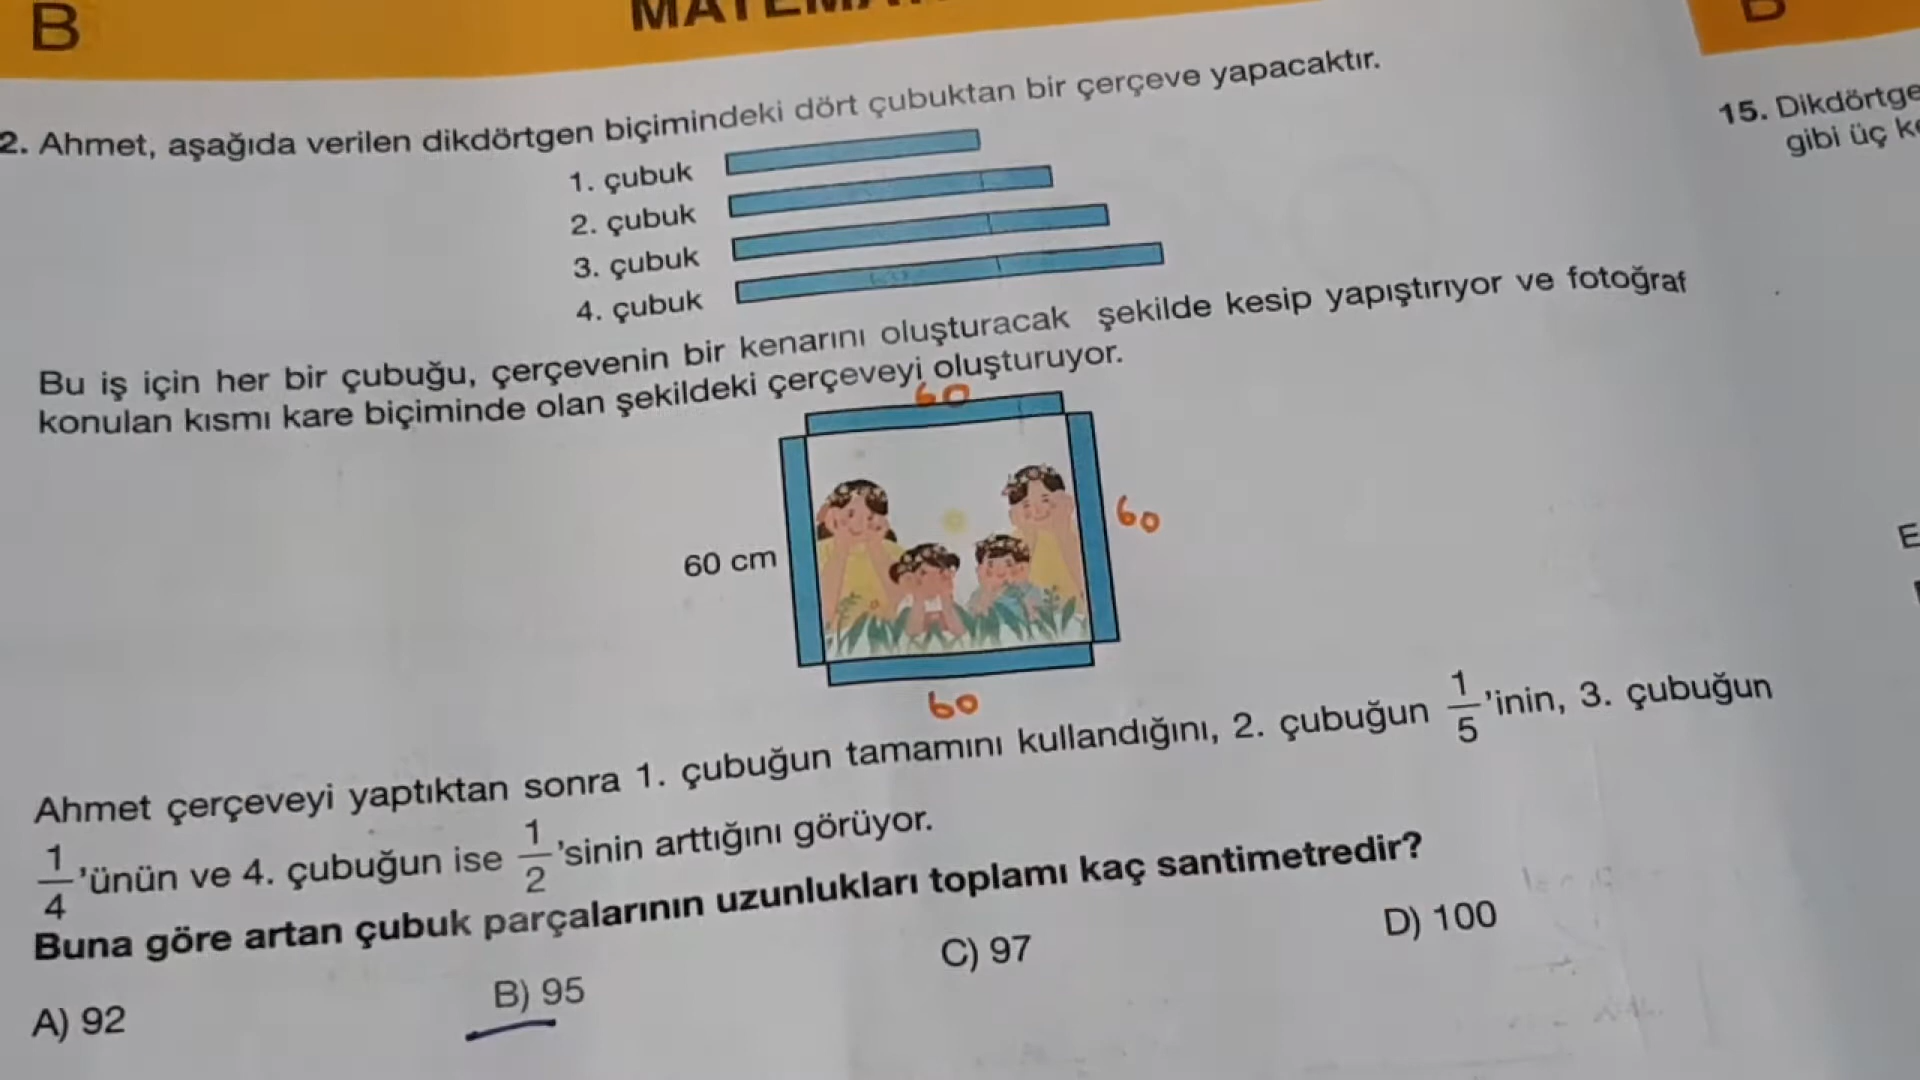 B
2. Ahmet, aşağıda verilen dikdörtgen biçimindeki dört çubuktan bir çerçeve yapacaktır.
1. çubuk
2. çubuk
3. çubuk
4. çubuk
Bu iş için her bir çubuğu, çerçevenin bir kenarını oluşturacak şekilde kesip yapıştırıyor ve fotoğraf
konulan kısmı kare biçiminde olan şekildeki çerçeveyi oluşturuyor.
60
60 cm
60
60
Ahmet çerçeveyi yaptıktan sonra 1. çubuğun tamamını kullandığını, 2. çubuğun 1/5 'inin, 3. çubuğun
1/4 'ünün ve 4. çubuğun ise 1/2 'sinin arttığını görüyor.
Buna göre artan çubuk parçalarının uzunlukları toplamı kaç santimetredir?
A) 92
B) 95
C) 97
D) 100
15.
gibi üç